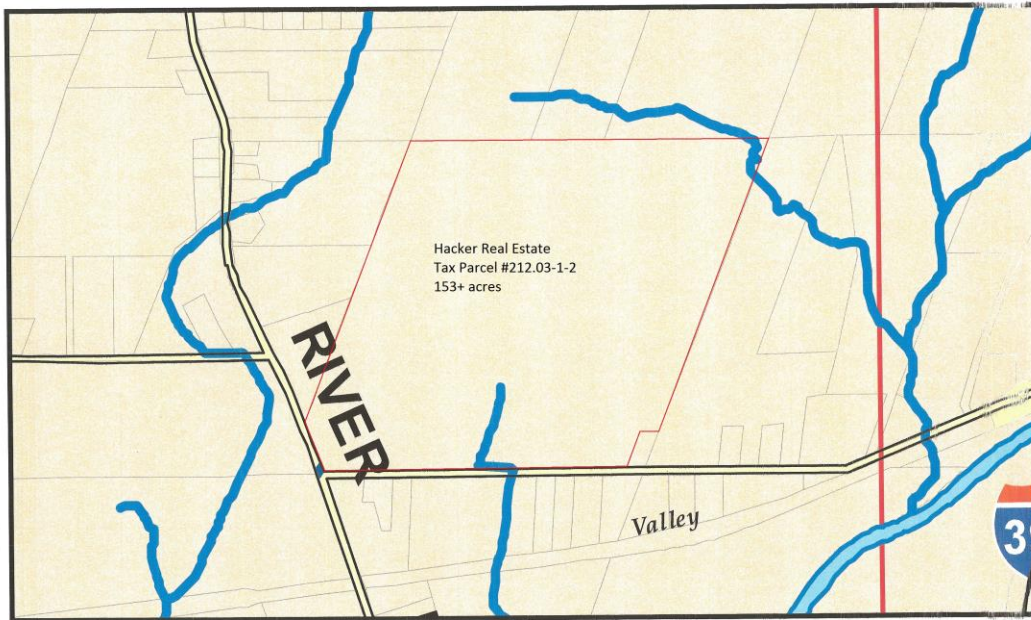 Hacker Real Estate
Tax Parcel #212.03-1-2
153+ acres
RIVER
Valley